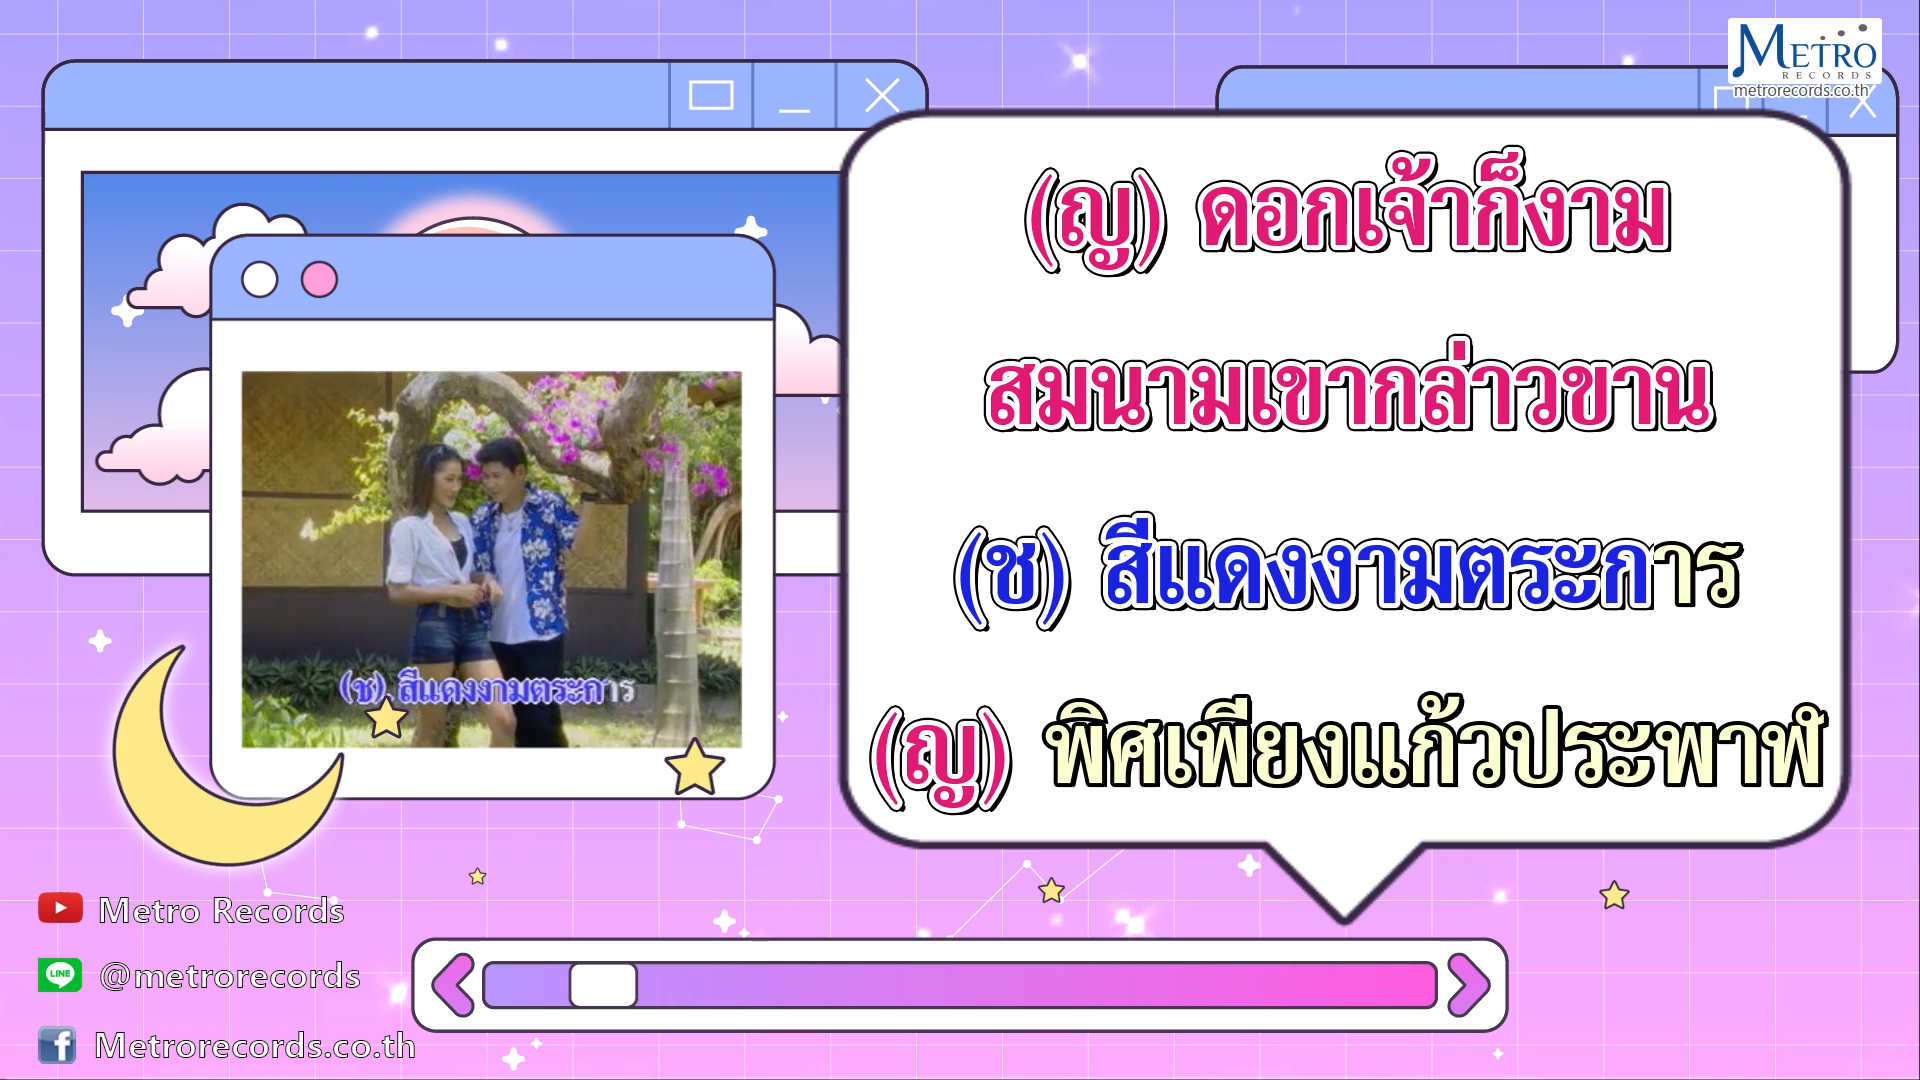 METRO
RECORDS
metrorecords.co.th
(ญ) ดอกเจ้าก็งาม
สมนามเขากล่าวขาน
(ช) สีแดงงามตระการ
(ญ) พิศเพียงแก้วประพาฬ
(ช) สีแดงงามตระการ
Metro Records
LINE
@metrorecords
f
Metrorecords.co.th